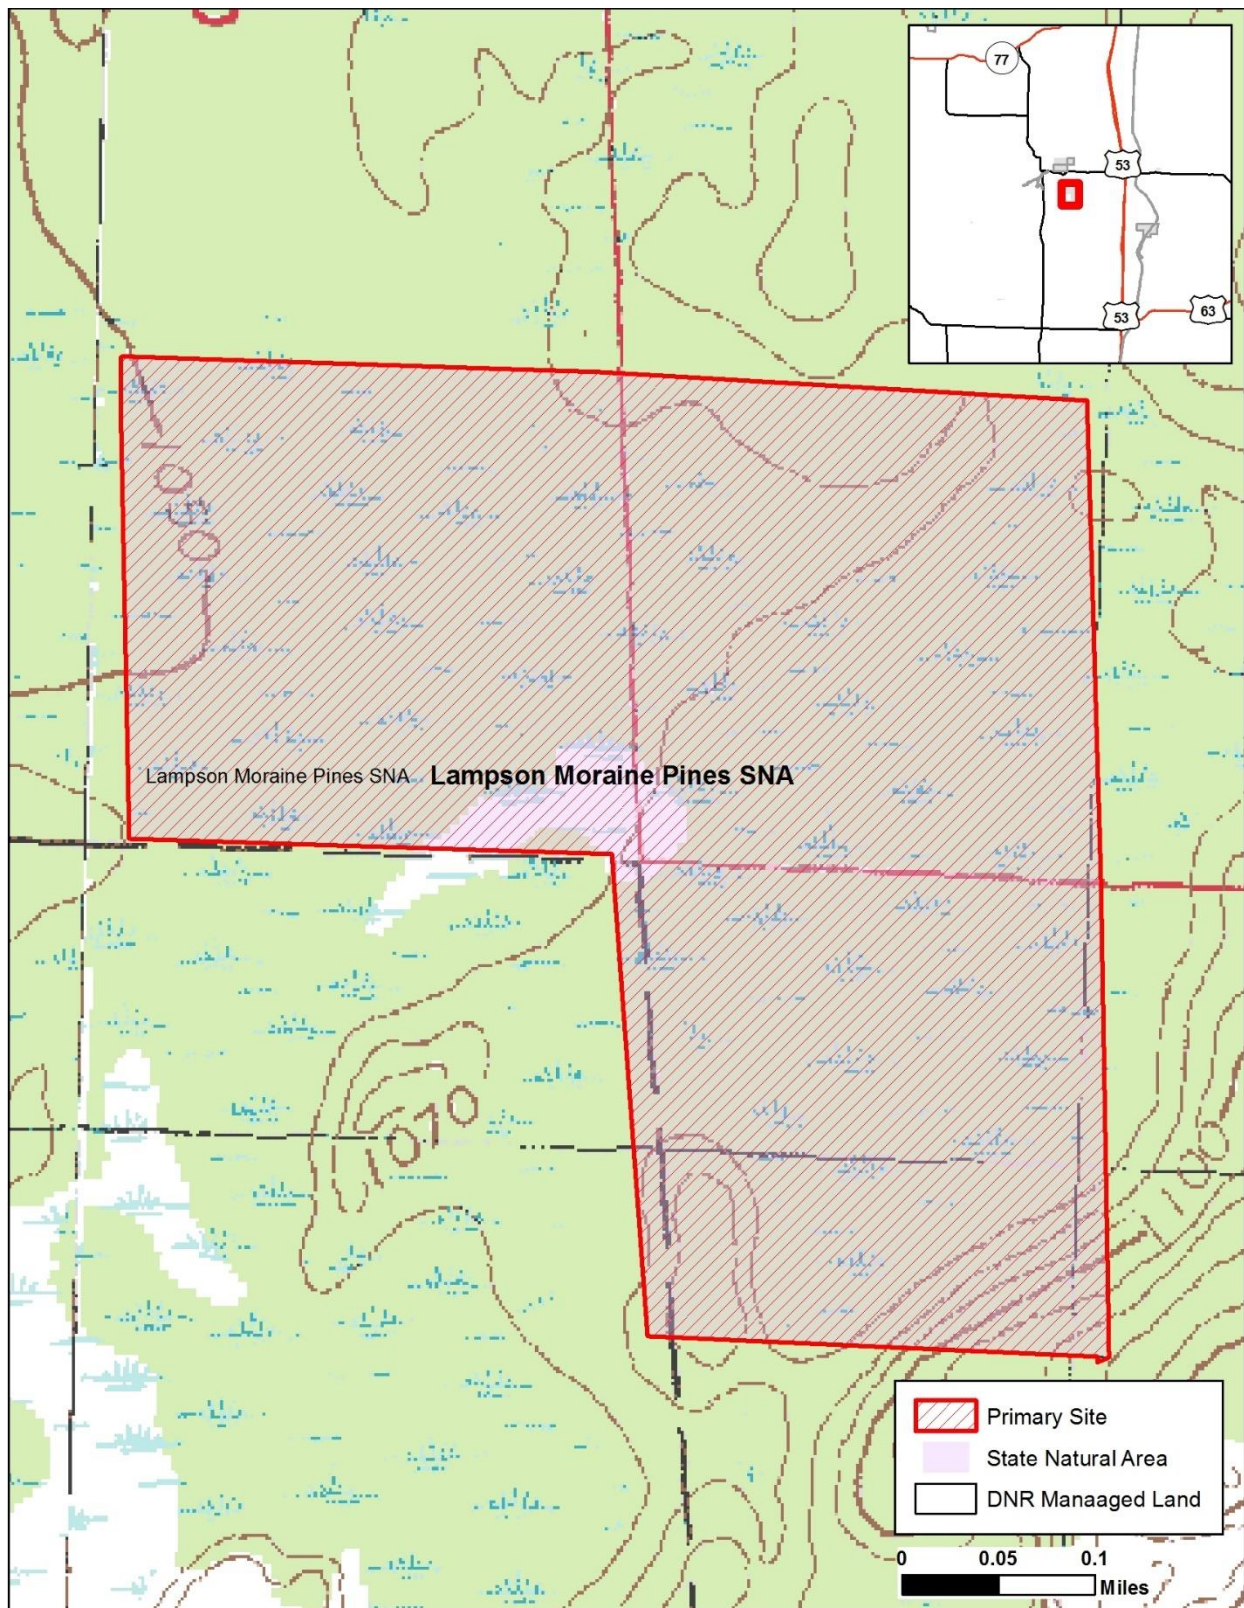 77
53
53
63
1060
Lampson Moraine Pines SNA
Lampson Moraine Pines SNA
1070
1100
Primary Site
State Natural Area
DNR Manaaged Land
0 0.05 0.1
Miles